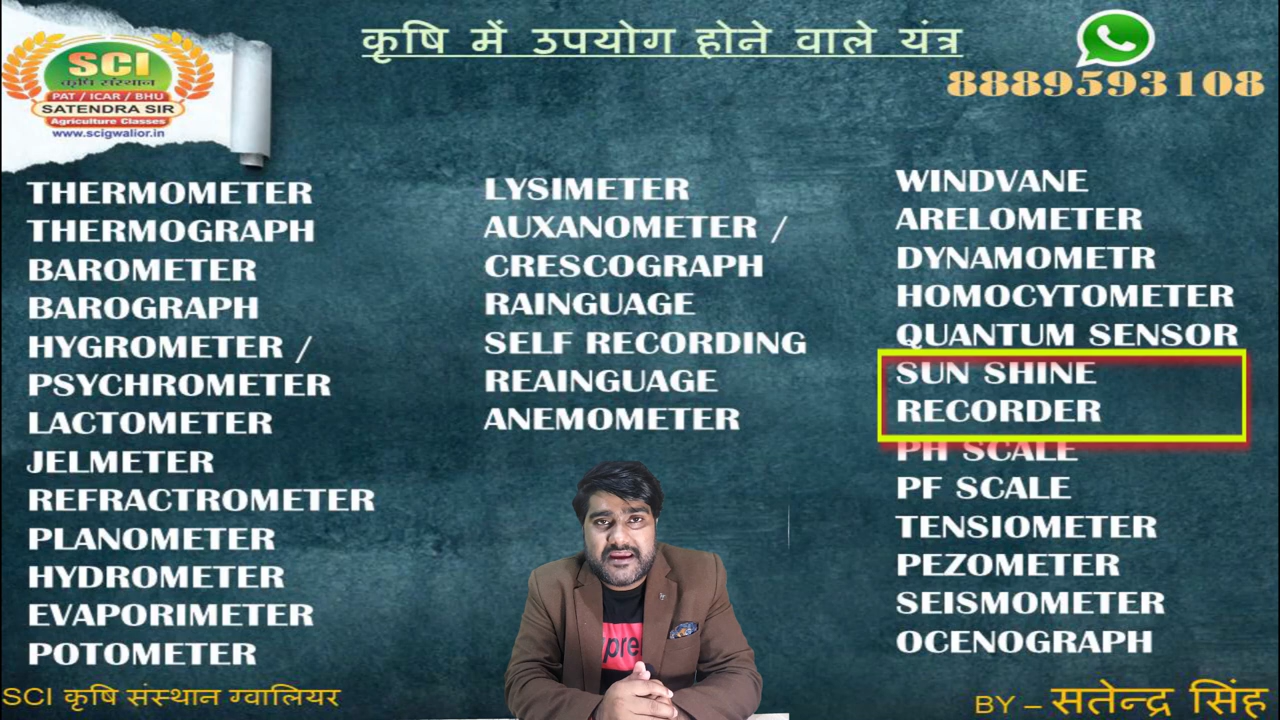 कृषि में उपयोग होने वाले यंत्र
8889593108
SCI
कृषि संस्थान
PAT / ICAR / BHU
SATENDRA SIR
Agriculture Classes
www.scigwalior.in
THERMOMETER
THERMOGRAPH
BAROMETER
BAROGRAPH
HYGROMETER /
PSYCHROMETER
LACTOMETER
JELMETER
REFRACTROMETER
PLANOMETER
HYDROMETER
EVAPORIMETER
POTOMETER
LYSIMETER
AUXANOMETER /
CRESCOGRAPH
RAINGUAGE
SELF RECORDING
REAINGUAGE
ANEMOMETER
WINDVANE
ARELOMETER
DYNAMOMETR
HOMOCYTOMETER
QUANTUM SENSOR
SUN SHINE
RECORDER
PH SCALE
PF SCALE
TENSIOMETER
PEZOMETER
SEISMOMETER
OCENOGRAPH
pre
SCI कृषि संस्थान ग्वालियर
BY – सतेन्द्र सिंह